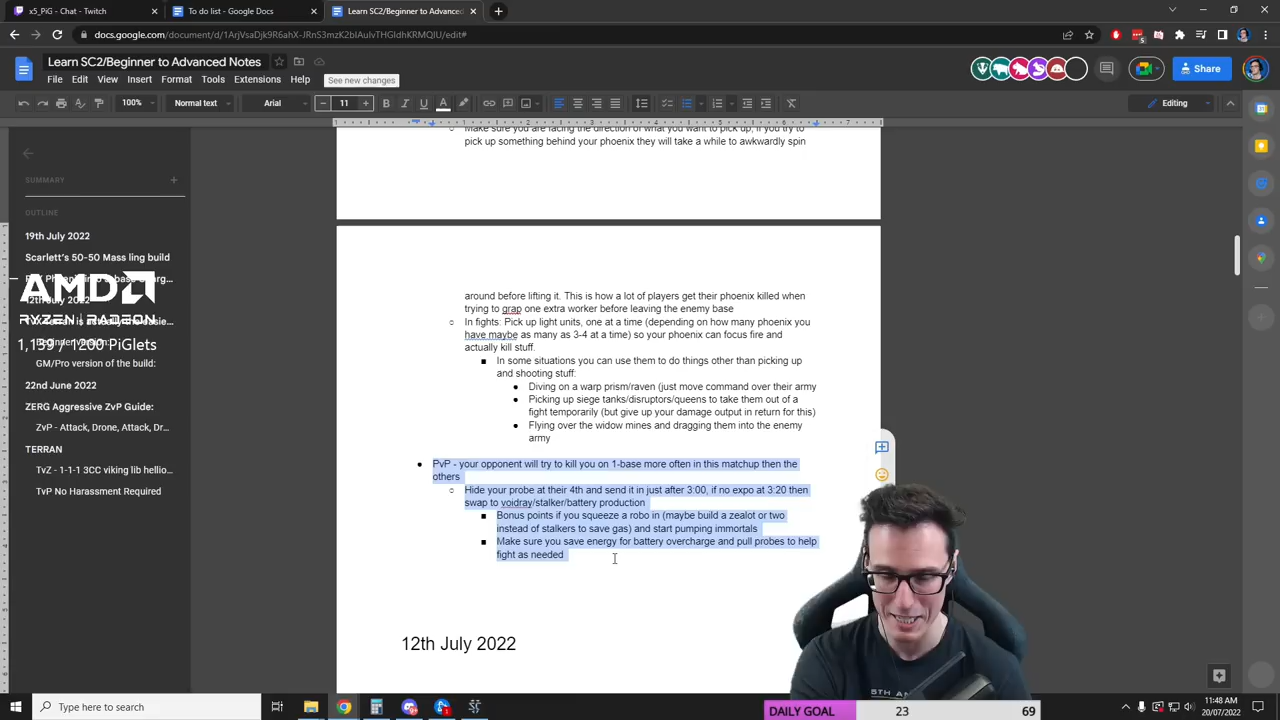 x5_PiG - Chat - Twitch
To do list - Google Docs
Learn SC2/Beginner to Advanced
docs.google.com/document/d/1ArjVsaDjk9R6ahX-JRnS3mzK2bIAuIvTHGIdhKRMQIU/edit#
Learn SC2/Beginner to Advanced Notes
File Edit View Insert Format Tools Extensions Help
See new changes
Share
100% Normal text Arial 11 Editing
SUMMARY
OUTLINE
19th July 2022
Scarlett's 50-50 Mass ling build
12th July 2022
GM/Pro version of the build:
22nd June 2022
ZERG Aggressive ZvP Guide:
ZvP - Attack, Drone, Attack, Dr...
TERRAN
TvZ - 1-1-1 3CC viking lib hellio...
TvP No Harassment Required
AMD
RYZEN | RADEON
1,139 / 1200 PiGlets
Make sure you are facing the direction of what you want to pick up, if you try to
pick up something behind your phoenix they will take a while to awkwardly spin
around before lifting it. This is how a lot of players get their phoenix killed when
trying to grap one extra worker before leaving the enemy base
In fights: Pick up light units, one at a time (depending on how many phoenix you
have maybe as many as 3-4 at a time) so your phoenix can focus fire and
actually kill stuff.
In some situations you can use them to do things other than picking up
and shooting stuff:
Diving on a warp prism/raven (just move command over their army
Picking up siege tanks/disruptors/queens to take them out of a
fight temporarily (but give up your damage output in return for this)
Flying over the widow mines and dragging them into the enemy
army
PvP - your opponent will try to kill you on 1-base more often in this matchup then the
others
Hide your probe at their 4th and send it in just after 3:00, if no expo at 3:20 then
swap to voidray/stalker/battery production
Bonus points if you squeeze a robo in (maybe build a zealot or two
instead of stalkers to save gas) and start pumping immortals
Make sure you save energy for battery overcharge and pull probes to help
fight as needed
12th July 2022
Type here to search
DAILY GOAL 23 69
11:48 AM
20/07/2022